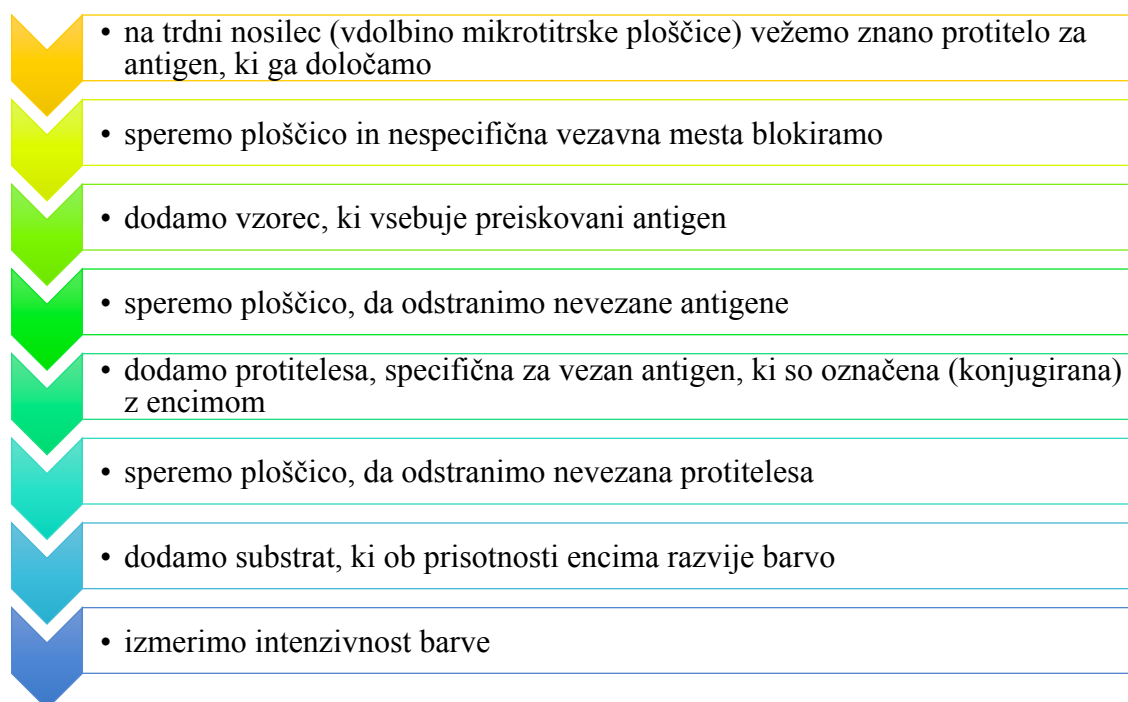 • na trdni nosilec (vdolbino mikrotitrske ploščice) vežemo znano protitelo za
antigen, ki ga določamo
• speremo ploščico in nespecifična vezavna mesta blokiramo
• dodamo vzorec, ki vsebuje preiskovani antigen
• speremo ploščico, da odstranimo nevezane antigene
• dodamo protitelesa, specifična za vezan antigen, ki so označena (konjugirana)
z encimom
• speremo ploščico, da odstranimo nevezana protitelesa
• dodamo substrat, ki ob prisotnosti encima razvije barvo
• izmerimo intenzivnost barve